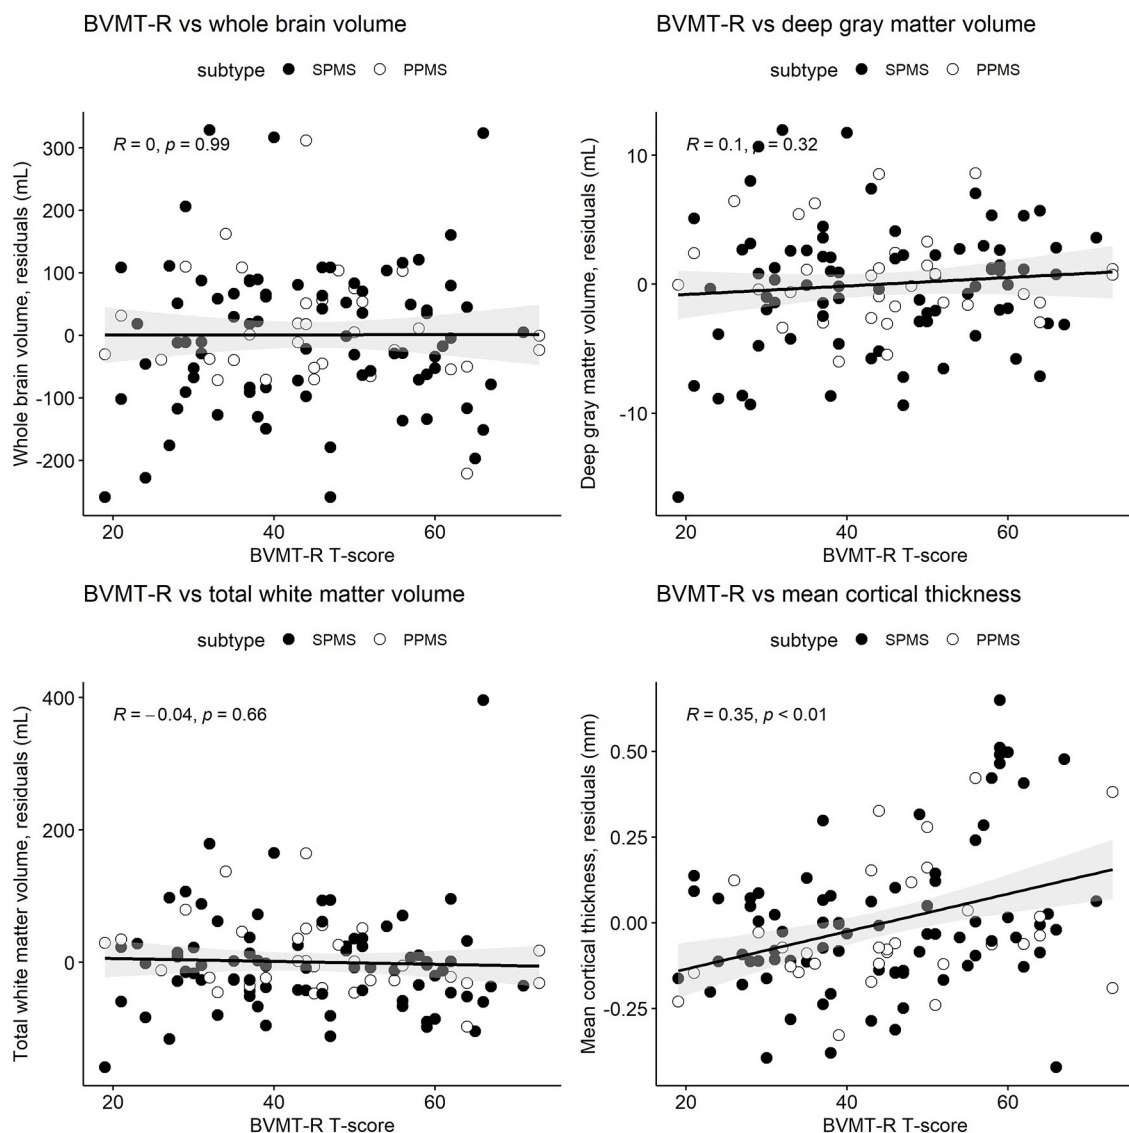 BVMT-R vs whole brain volume
subtype SPMS PPMS
R = 0, p = 0.99
Whole brain volume, residuals (mL)
300
200
100
0
-100
-200
20 40 60
BVMT-R T-score
BVMT-R vs deep gray matter volume
subtype SPMS PPMS
R = 0.1, p = 0.32
Deep gray matter volume, residuals (mL)
10
0
-10
20 40 60
BVMT-R T-score
BVMT-R vs total white matter volume
subtype SPMS PPMS
R = −0.04, p = 0.66
Total white matter volume, residuals (mL)
400
200
0
20 40 60
BVMT-R T-score
BVMT-R vs mean cortical thickness
subtype SPMS PPMS
R = 0.35, p < 0.01
Mean cortical thickness, residuals (mm)
0.50
0.25
0.00
-0.25
20 40 60
BVMT-R T-score